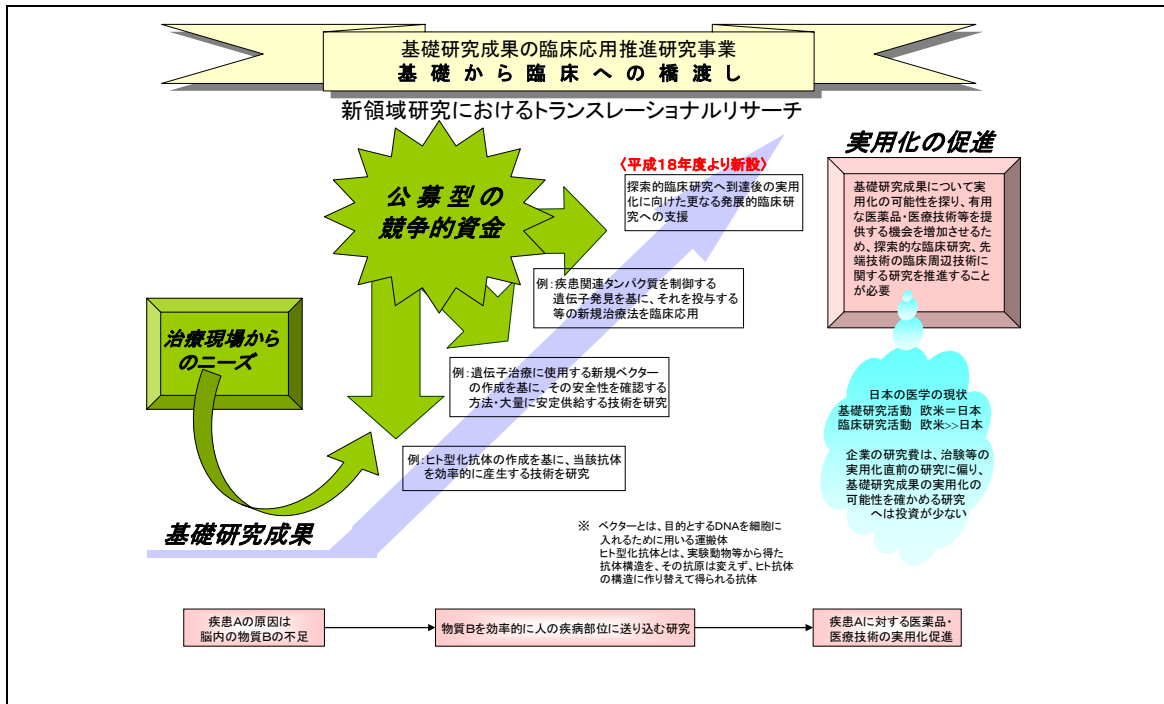 基礎研究成果の臨床応用推進研究事業
基礎から臨床への橋渡し
新領域研究におけるトランスレーショナルリサーチ
公募型の
競争的資金
〈平成18年度より新設〉
探索的臨床研究へ到達後の実用
化に向けた更なる発展的臨床研
究への支援
実用化の促進
基礎研究成果について実
用化の可能性を探り、有用
な医薬品・医療技術等を提
供する機会を増加させるた
め、探索的な臨床研究、先
端技術の臨床周辺技術に
関する研究を推進すること
が必要
例：疾患関連タンパク質を制御する
遺伝子発見を基に、それを投与する
等の新規治療法を臨床応用
治療現場から
のニーズ
例：遺伝子治療に使用する新規ベクター
の作成を基に、その安全性を確認する
方法・大量に安定供給する技術を研究
例：ヒト型化抗体の作成を基に、当該抗体
を効率的に産生する技術を研究
基礎研究成果
日本の医学の現状
基礎研究活動 欧米＝日本
臨床研究活動 欧米>>日本
企業の研究費は、治験等の
実用化直前の研究に偏り、
基礎研究成果の実用化の
可能性を確かめる研究
へは投資が少ない
※ ベクターとは、目的とするDNAを細胞に
入れるために用いる運搬体
ヒト型化抗体とは、実験動物等から得た
抗体構造を、その抗原は変えず、ヒト抗体
の構造に作り替えて得られる抗体
疾患Aの原因は
脳内の物質Bの不足
物質Bを効率的に人の疾病部位に送り込む研究
疾患Aに対する医薬品・
医療技術の実用化促進